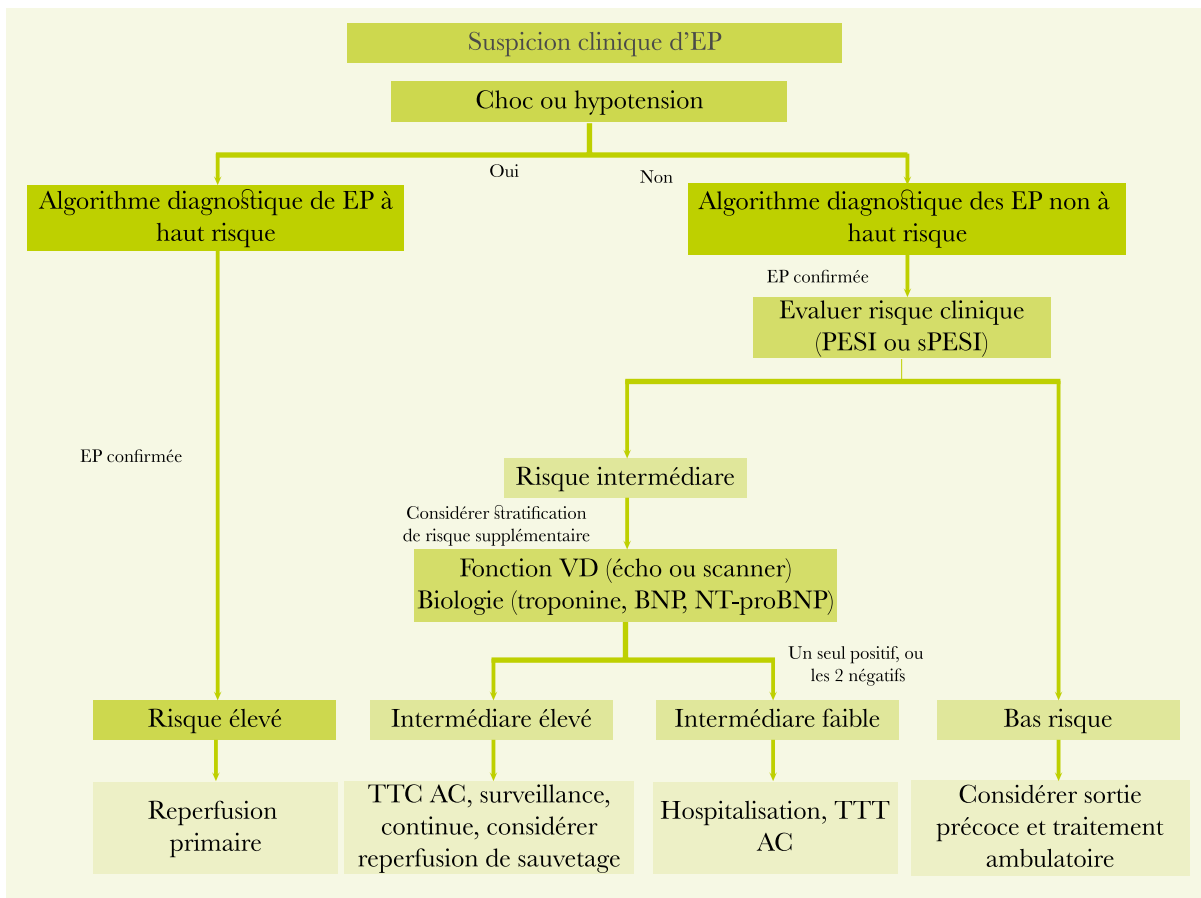 Suspicion clinique d'EP
Choc ou hypotension
Oui
Non
Algorithme diagnostique de EP à
haut risque
Algorithme diagnostique des EP non à
haut risque
EP confirmée
Evaluer risque clinique
(PESI ou sPESI)
EP confirmée
Risque intermédiare
Considérer stratification
de risque supplémentaire
Fonction VD (écho ou scanner)
Biologie (troponine, BNP, NT-proBNP)
Un seul positif, ou
les 2 négatifs
Risque élevé
Intermédiare élevé
Intermédiare faible
Bas risque
Reperfusion
primaire
TTC AC, surveillance,
continue, considérer
reperfusion de sauvetage
Hospitalisation, TTT
AC
Considérer sortie
précoce et traitement
ambulatoire